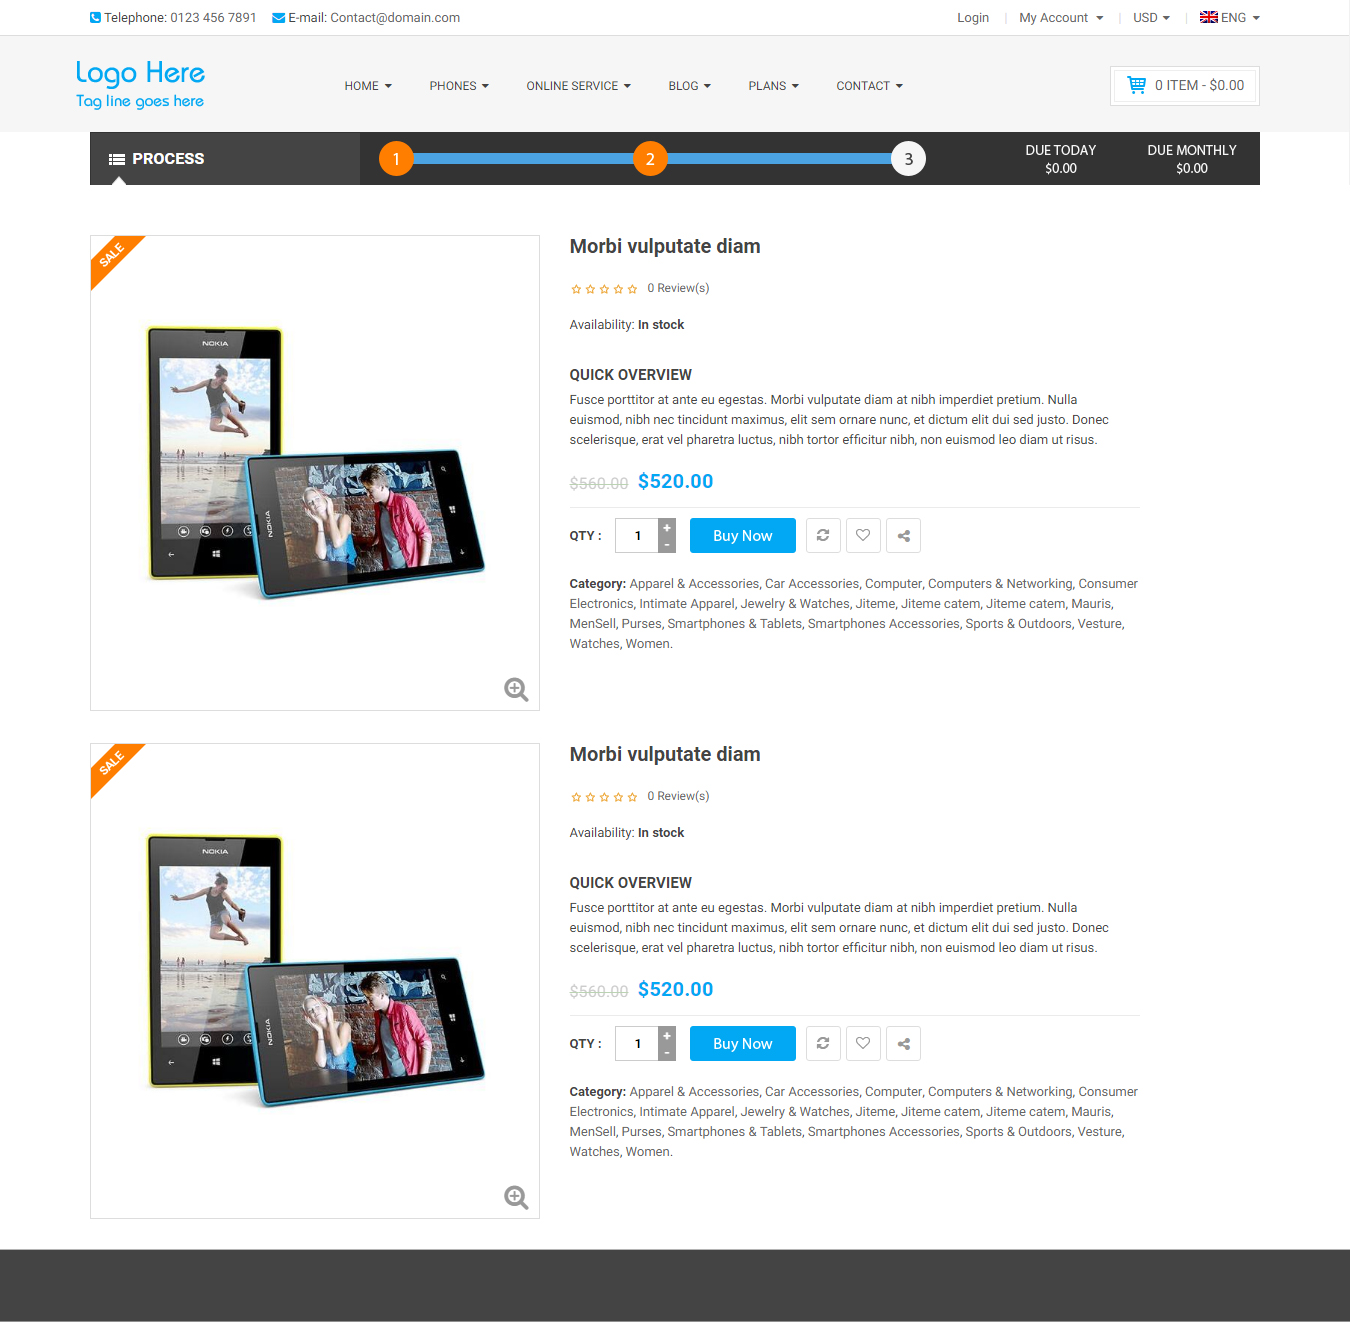 Telephone: 0123 456 7891 E-mail: Contact@domain.com Login My Account USD ENG
Logo Here
Tag line goes here
HOME PHONES ONLINE SERVICE BLOG PLANS CONTACT
0 ITEM - $0.00
PROCESS
1 2 3
DUE TODAY
$0.00
DUE MONTHLY
$0.00
SALE
NOKIA
NOKIA
Morbi vulputate diam
0 Review(s)
Availability: In stock
QUICK OVERVIEW
Fusce porttitor at ante eu egestas. Morbi vulputate diam at nibh imperdiet pretium. Nulla
euismod, nibh nec tincidunt maximus, elit sem ornare nunc, et dictum elit dui sed justo. Donec
scelerisque, erat vel pharetra luctus, nibh tortor efficitur nibh, non euismod leo diam ut risus.
$560.00 $520.00
QTY : 1 + - Buy Now
Category: Apparel & Accessories, Car Accessories, Computer, Computers & Networking, Consumer
Electronics, Intimate Apparel, Jewelry & Watches, Jiteme, Jiteme catem, Jiteme catem, Mauris,
MenSell, Purses, Smartphones & Tablets, Smartphones Accessories, Sports & Outdoors, Vesture,
Watches, Women.
SALE
NOKIA
NOKIA
Morbi vulputate diam
0 Review(s)
Availability: In stock
QUICK OVERVIEW
Fusce porttitor at ante eu egestas. Morbi vulputate diam at nibh imperdiet pretium. Nulla
euismod, nibh nec tincidunt maximus, elit sem ornare nunc, et dictum elit dui sed justo. Donec
scelerisque, erat vel pharetra luctus, nibh tortor efficitur nibh, non euismod leo diam ut risus.
$560.00 $520.00
QTY : 1 + - Buy Now
Category: Apparel & Accessories, Car Accessories, Computer, Computers & Networking, Consumer
Electronics, Intimate Apparel, Jewelry & Watches, Jiteme, Jiteme catem, Jiteme catem, Mauris,
MenSell, Purses, Smartphones & Tablets, Smartphones Accessories, Sports & Outdoors, Vesture,
Watches, Women.